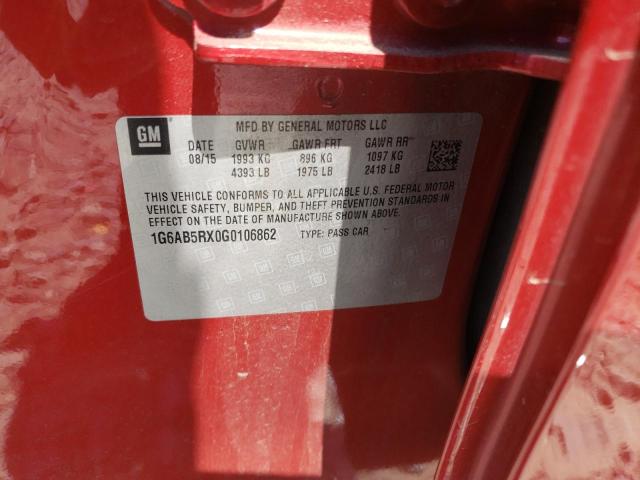 GM
MFD BY GENERAL MOTORS LLC
DATE GVWR GAWR FRT GAWR RR
08/15 1993 KG 896 KG 1097 KG
4393 LB 1975 LB 2418 LB
THIS VEHICLE CONFORMS TO ALL APPLICABLE U.S. FEDERAL MOTOR
VEHICLE SAFETY, BUMPER, AND THEFT PREVENTION STANDARDS IN
EFFECT ON THE DATE OF MANUFACTURE SHOWN ABOVE.
1G6AB5RX0G0106862 TYPE: PASS CAR